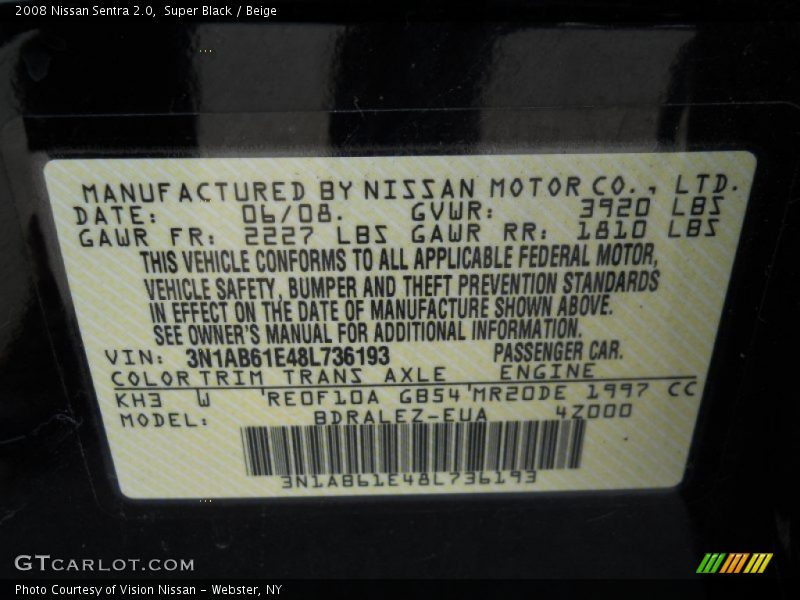 2008 Nissan Sentra 2.0, Super Black / Beige
MANUFACTURED BY NISSAN MOTOR CO., LTD.
DATE: 06/08. GVWR: 3920 LBS
GAWR FR: 2227 LBS GAWR RR: 1810 LBS
THIS VEHICLE CONFORMS TO ALL APPLICABLE FEDERAL MOTOR,
VEHICLE SAFETY, BUMPER AND THEFT PREVENTION STANDARDS
IN EFFECT ON THE DATE OF MANUFACTURE SHOWN ABOVE.
SEE OWNER'S MANUAL FOR ADDITIONAL INFORMATION.
VIN: 3N1AB61E48L736193 PASSENGER CAR.
COLOR TRIM TRANS AXLE ENGINE
KH3 W 'RE0F10A GB54'MR20DE 1997 CC
MODEL: BDRALEZ-EUA 4Z000
3N1AB61E48L736193
GTCARLOT.COM
Photo Courtesy of Vision Nissan - Webster, NY